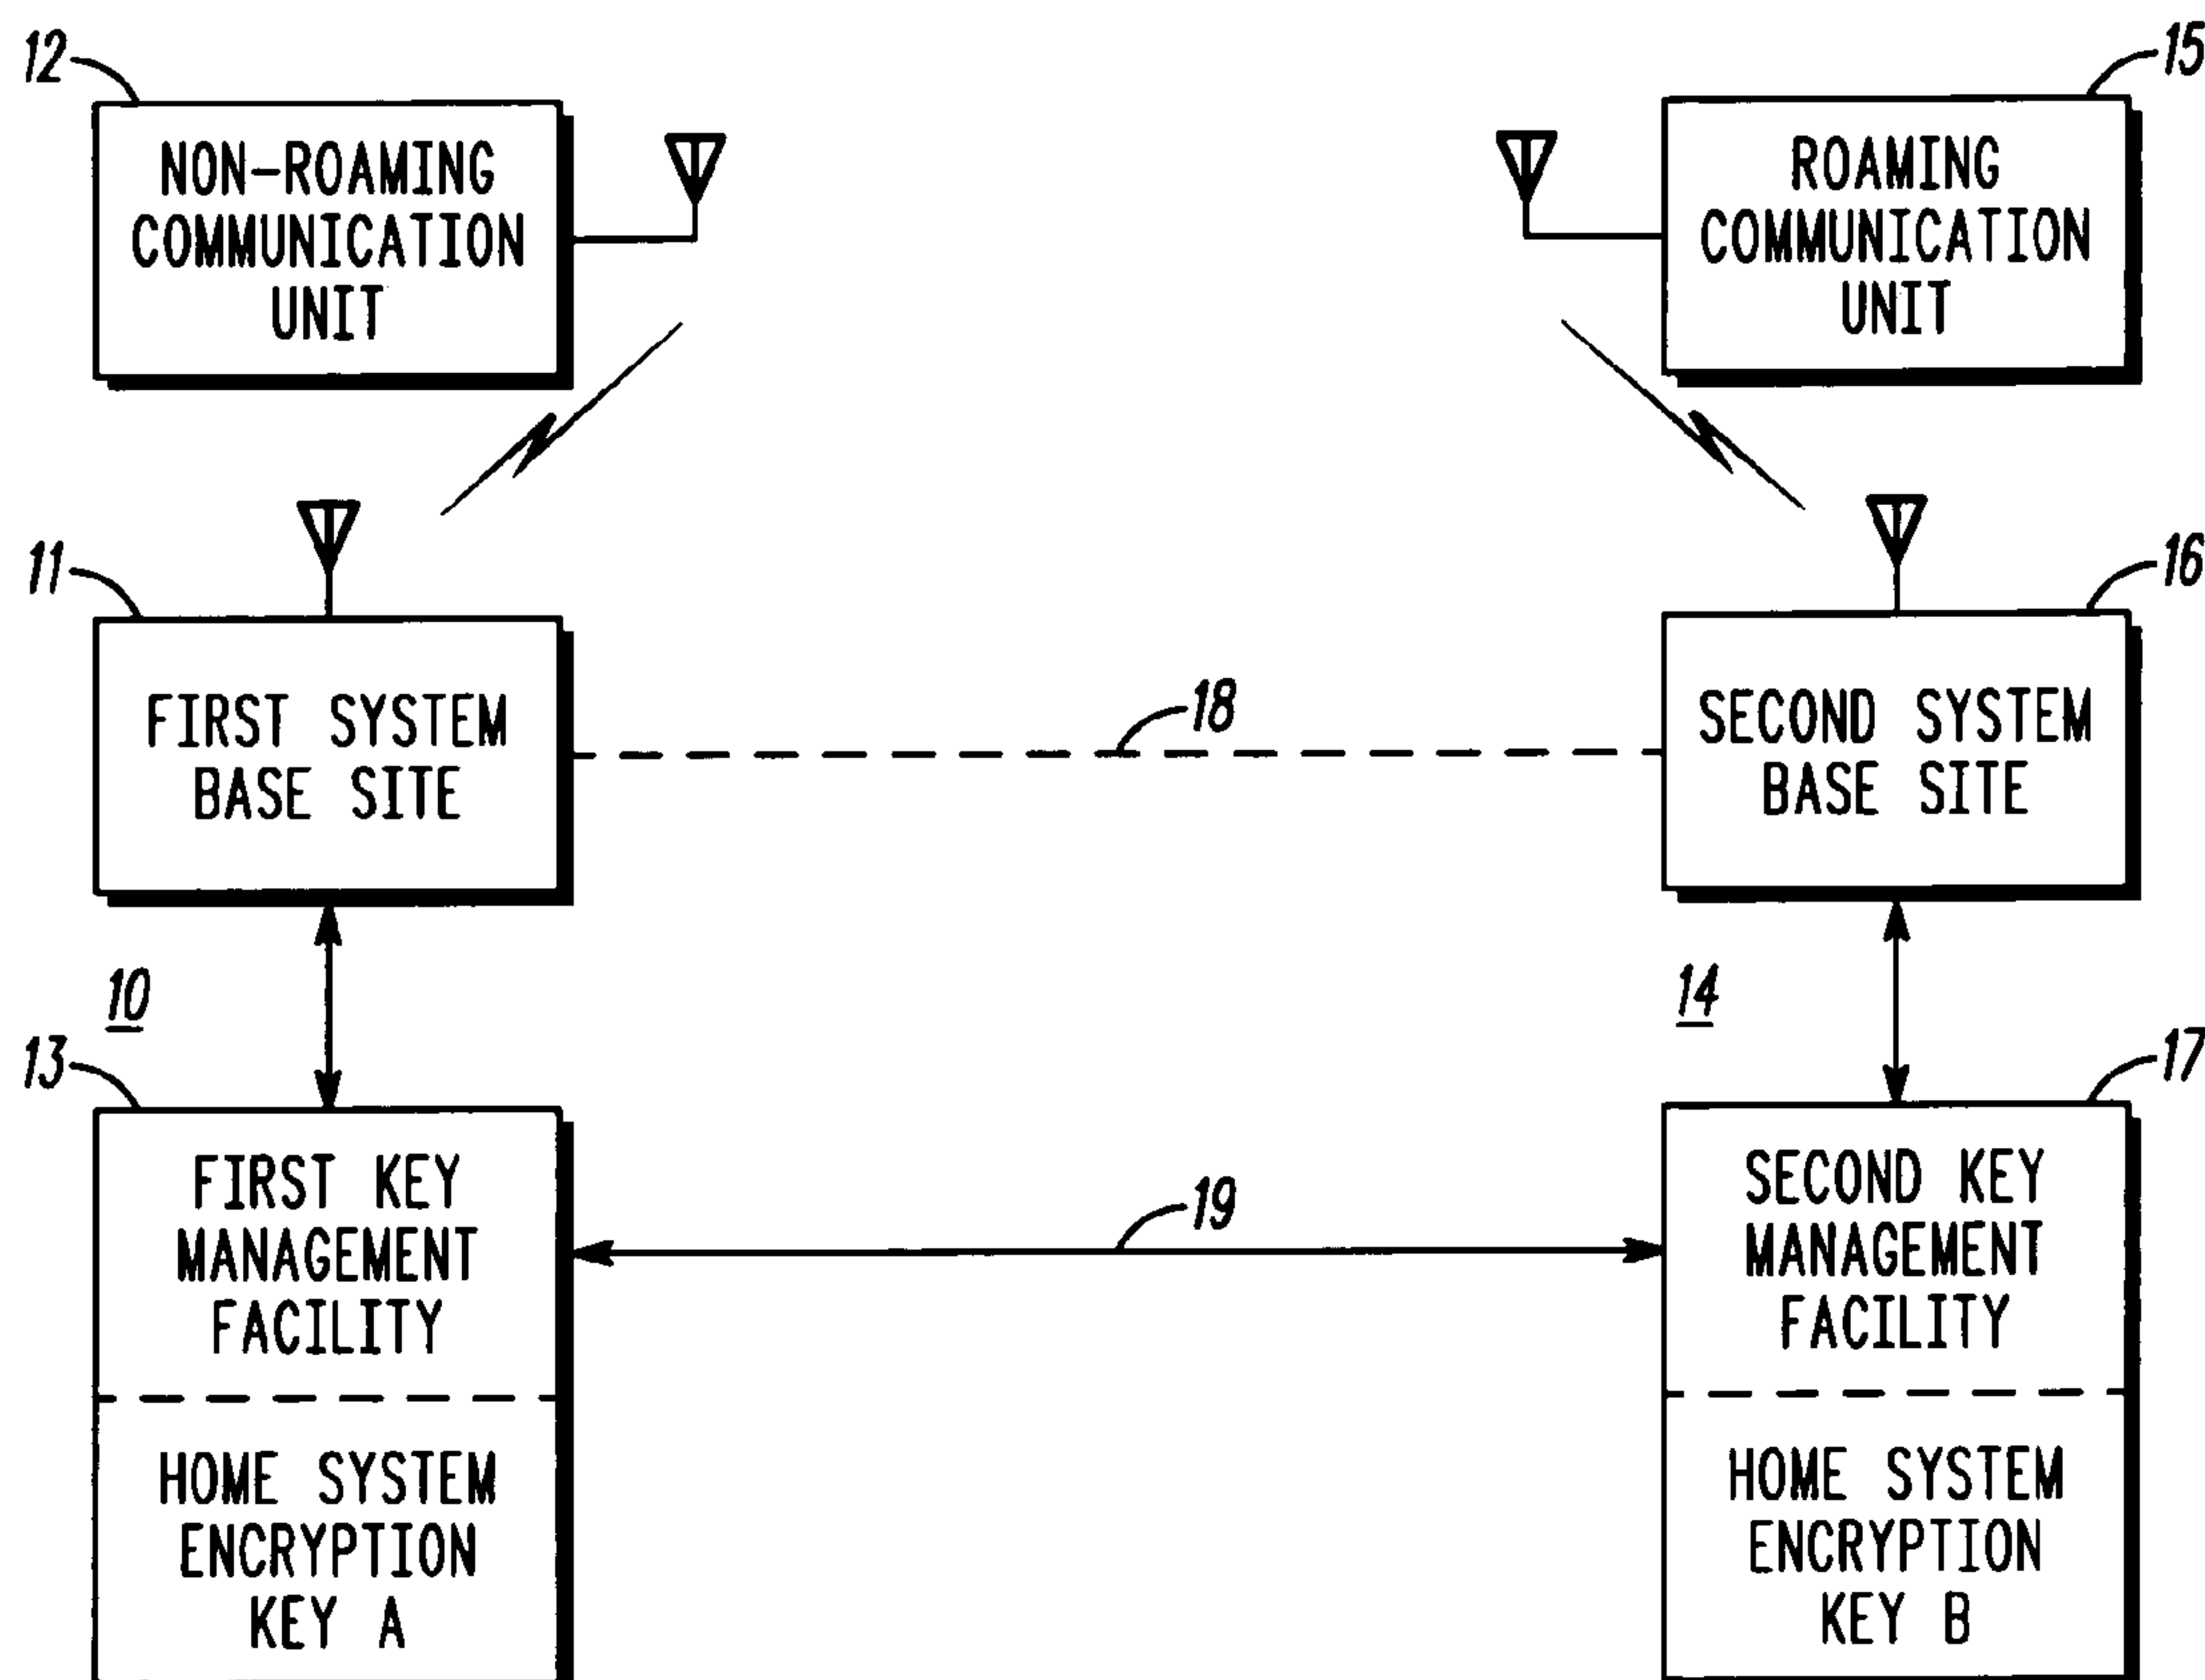 12
NON-ROAMING
COMMUNICATION
UNIT
15
ROAMING
COMMUNICATION
UNIT
11
FIRST SYSTEM
BASE SITE
18
16
SECOND SYSTEM
BASE SITE
10
14
13
FIRST KEY
MANAGEMENT
FACILITY
HOME SYSTEM
ENCRYPTION
KEY A
19
17
SECOND KEY
MANAGEMENT
FACILITY
HOME SYSTEM
ENCRYPTION
KEY B